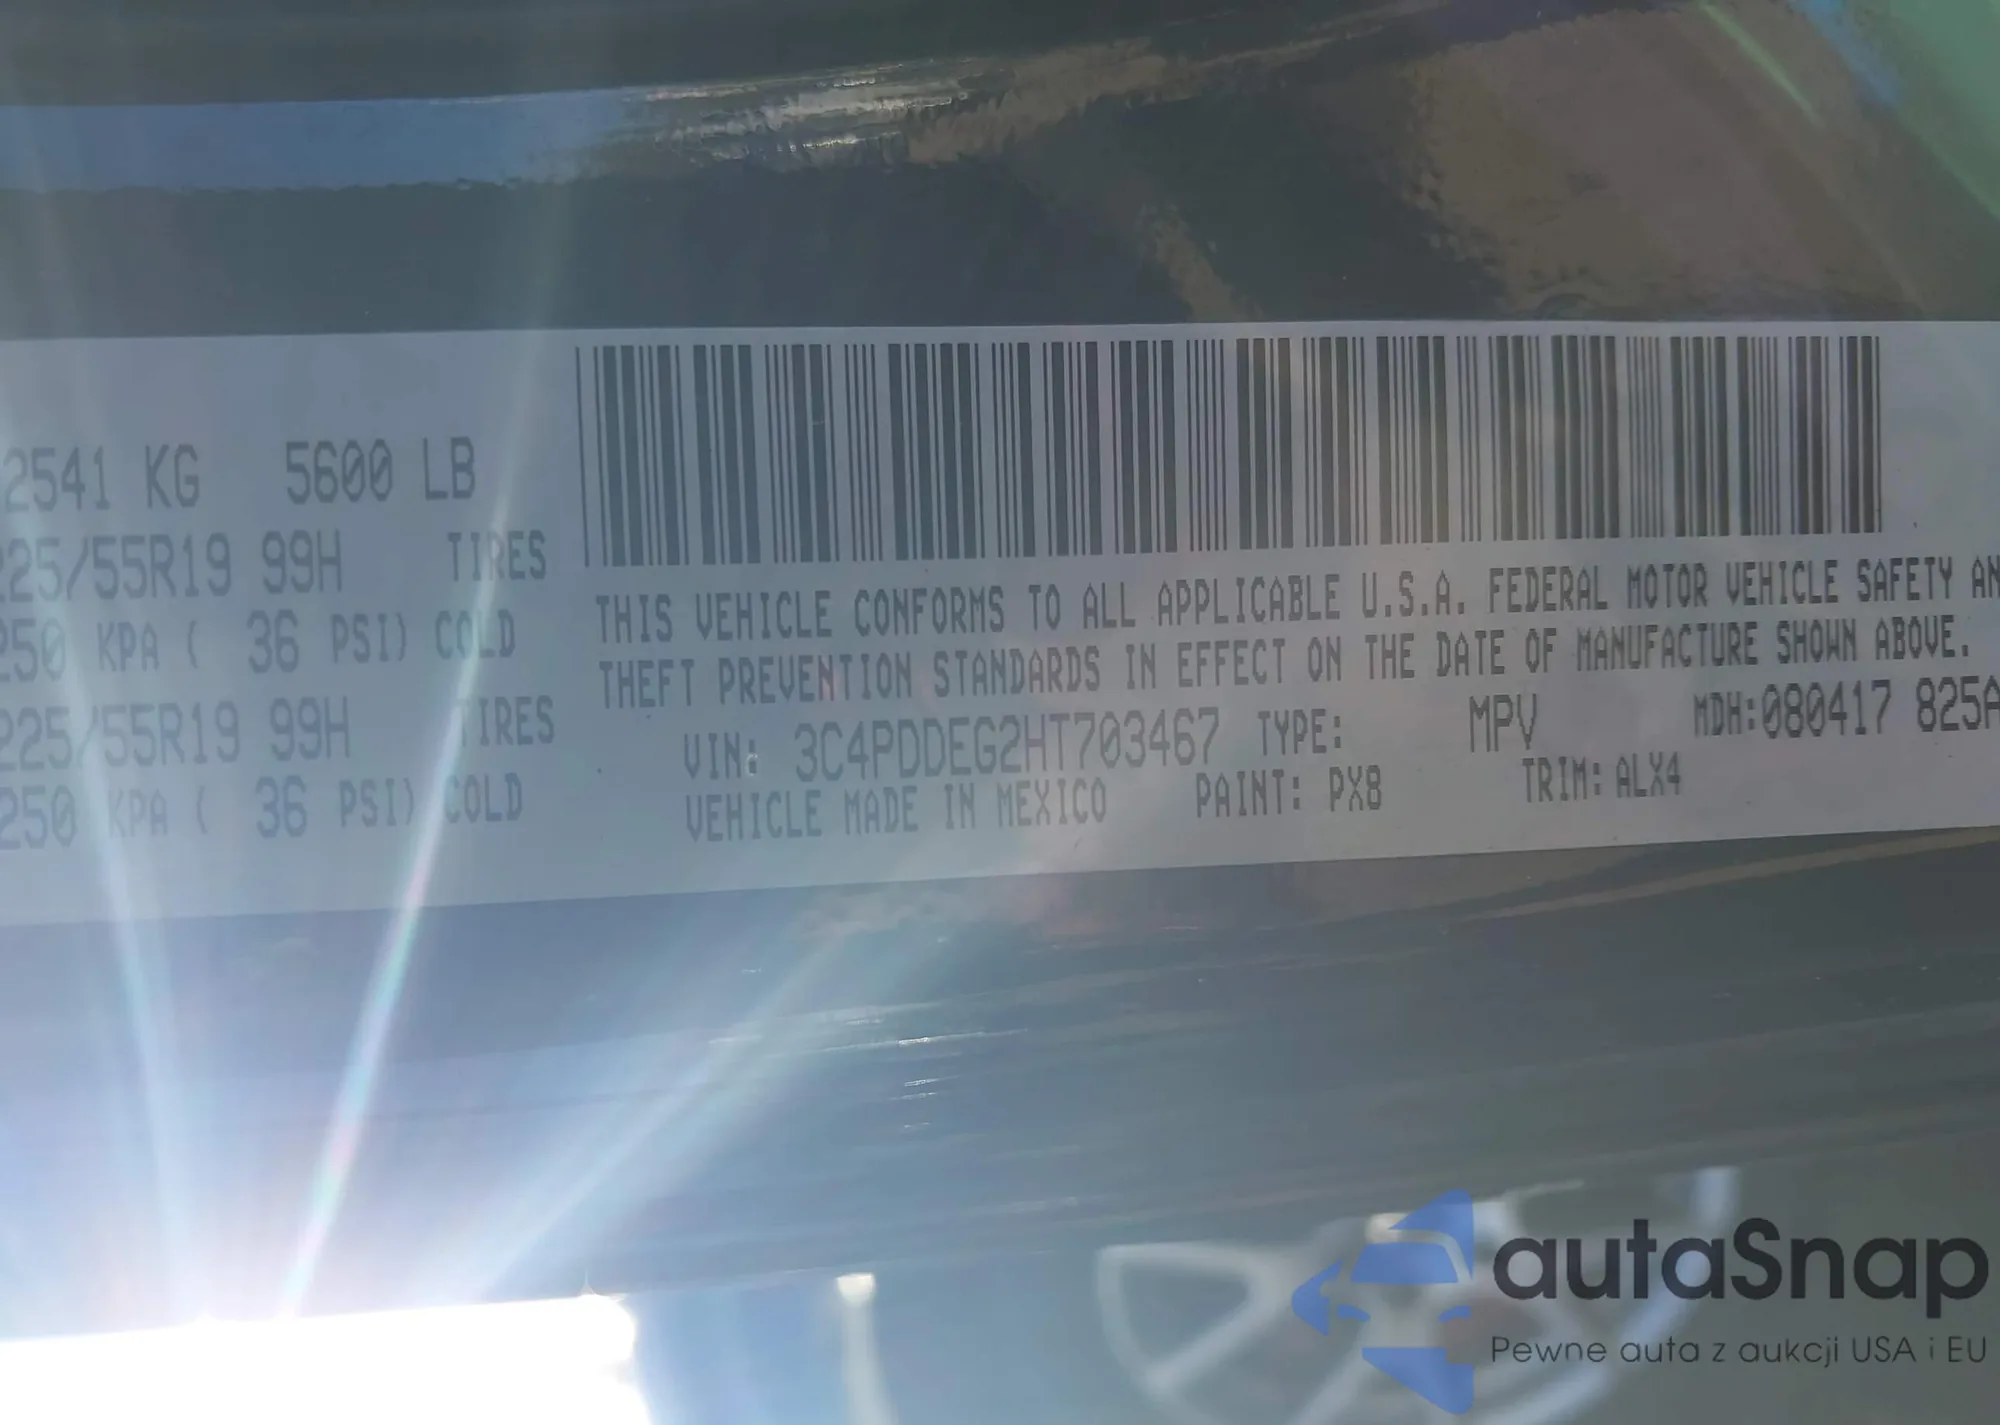 2541 KG 5600 LB
225/55R19 99H TIRES
250 KPA ( 36 PSI) COLD
225/55R19 99H TIRES
250 KPA ( 36 PSI) COLD
THIS VEHICLE CONFORMS TO ALL APPLICABLE U.S.A. FEDERAL MOTOR VEHICLE SAFETY AN
THEFT PREVENTION STANDARDS IN EFFECT ON THE DATE OF MANUFACTURE SHOWN ABOVE.
VIN: 3C4PDDEG2HT703467 TYPE: MPV MDH:080417 825A
VEHICLE MADE IN MEXICO PAINT: PX8 TRIM: ALX4
autaSnap
Pewne auta z aukcji USA i EU